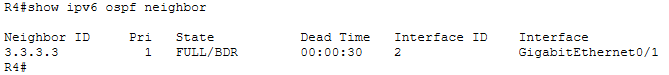 R4#show ipv6 ospf neighbor
Neighbor ID     Pri   State           Dead Time   Interface ID    Interface
3.3.3.3           1   FULL/BDR        00:00:30    2               GigabitEthernet0/1
R4#